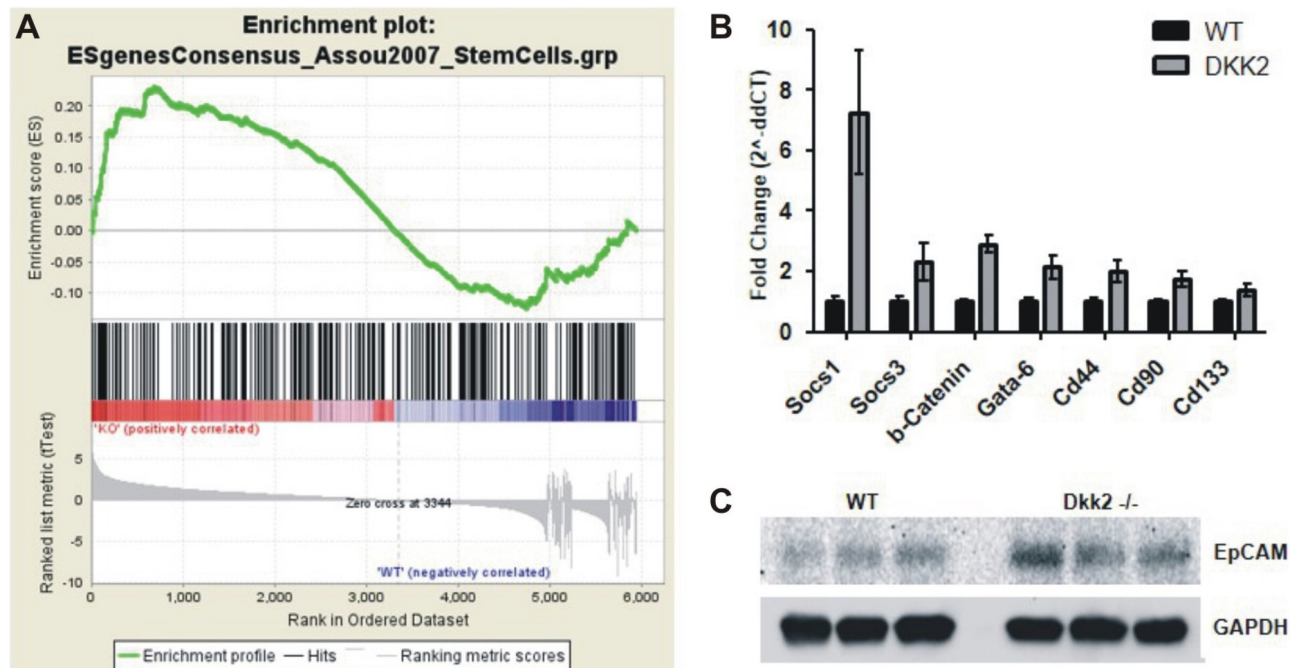 A
Enrichment plot:
ESgenesConsensus_Assou2007_StemCells.grp
Enrichment score (ES)
0.20
0.15
0.10
0.05
0.00
-0.05
-0.10
'KO' (positively correlated)
Ranked list metric (tTest)
5
0
-5
-10
Zero cross at 3344
'WT' (negatively correlated)
0 1,000 2,000 3,000 4,000 5,000 6,000
Rank in Ordered Dataset
Enrichment profile Hits Ranking metric scores
B
WT
DKK2
Fold Change (2^-ddCT)
10
8
6
4
2
0
Socs1 Socs3 b-Catenin Gata-6 Cd44 Cd90 Cd133
C
WT Dkk2 -/-
EpCAM
GAPDH